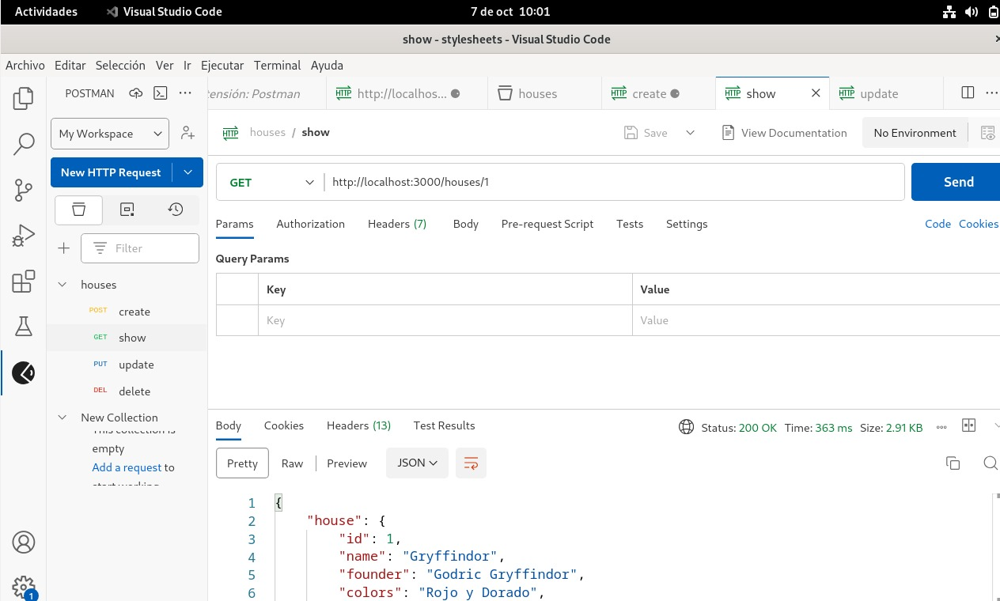 Actividades Visual Studio Code 7 de oct 10:01
show - stylesheets - Visual Studio Code
Archivo Editar Selección Ver Ir Ejecutar Terminal Ayuda
POSTMAN ··· tensión: Postman HTTP http://localhos... houses HTTP create HTTP show HTTP update ···
My Workspace HTTP houses / show Save View Documentation No Environment
New HTTP Request GET http://localhost:3000/houses/1 Send
Params Authorization Headers (7) Body Pre-request Script Tests Settings Code Cookies
Filter
Query Params
houses
Key Value
POST create
Key Value
GET show
PUT update
DEL delete
New Collection
This collection is
empty
Add a request to
start working.
Body Cookies Headers (13) Test Results Status: 200 OK Time: 363 ms Size: 2.91 KB
Pretty Raw Preview JSON
1 {
2 "house": {
3 "id": 1,
4 "name": "Gryffindor",
5 "founder": "Godric Gryffindor",
6 "colors": "Rojo y Dorado",
1